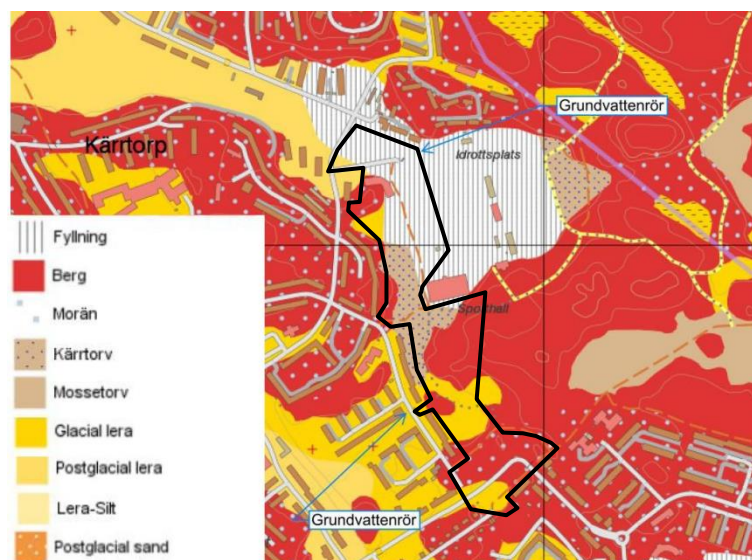 Grundvattenrör
Kärrtorp
Idrottsplats
Fyllning
Berg
Morän
Sporthall
Kärrtorv
Mossetorv
Glacial lera
Postglacial lera
Lera-Silt
Grundvattenrör
Postglacial sand